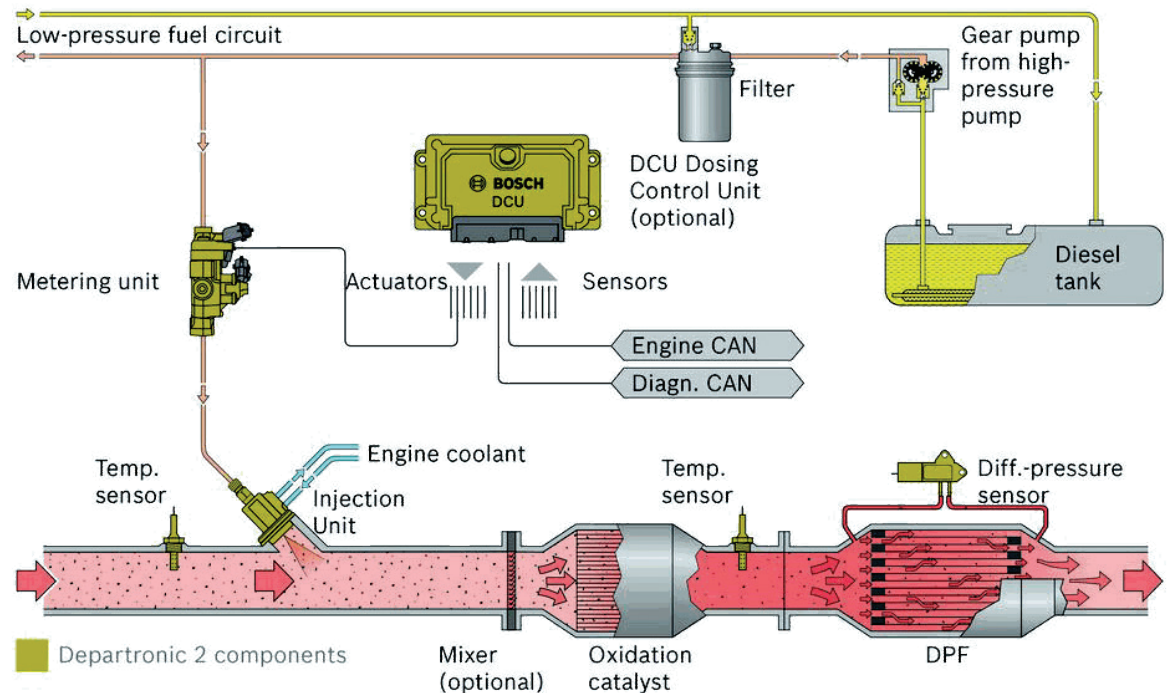 Low-pressure fuel circuit
Gear pump
from high-
pressure
pump
Filter
DCU Dosing
Control Unit
(optional)
BOSCH
DCU
Diesel
tank
Metering unit
Actuators
Sensors
Engine CAN
Diagn. CAN
Engine coolant
Temp.
sensor
Injection
Unit
Temp.
sensor
Diff.-pressure
sensor
Departronic 2 components
Mixer
(optional)
Oxidation
catalyst
DPF